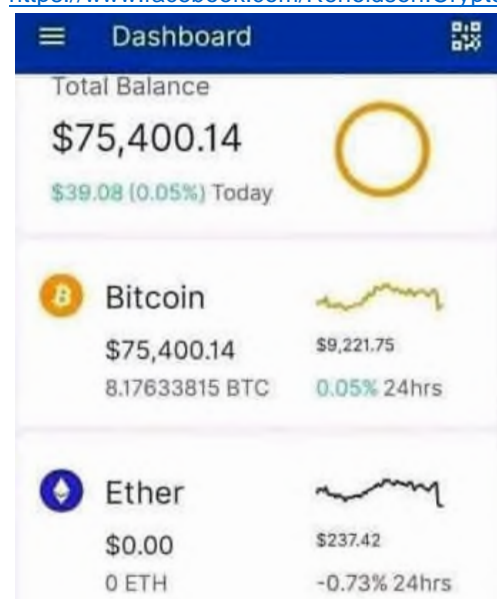 Dashboard
Total Balance
$75,400.14
$39.08 (0.05%) Today
Bitcoin
$75,400.14
$9,221.75
8.17633815 BTC
0.05% 24hrs
Ether
$0.00
$237.42
0 ETH
-0.73% 24hrs